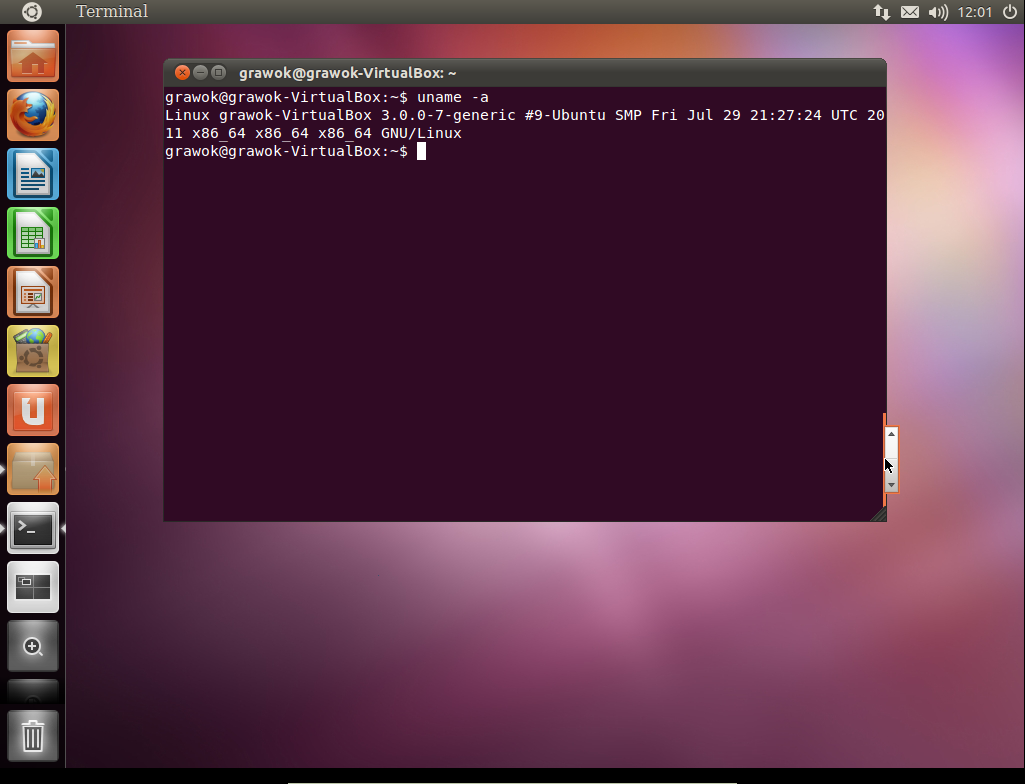 Terminal
12:01
grawok@grawok-VirtualBox: ~
grawok@grawok-VirtualBox:~$ uname -a
Linux grawok-VirtualBox 3.0.0-7-generic #9-Ubuntu SMP Fri Jul 29 21:27:24 UTC 20
11 x86_64 x86_64 x86_64 GNU/Linux
grawok@grawok-VirtualBox:~$